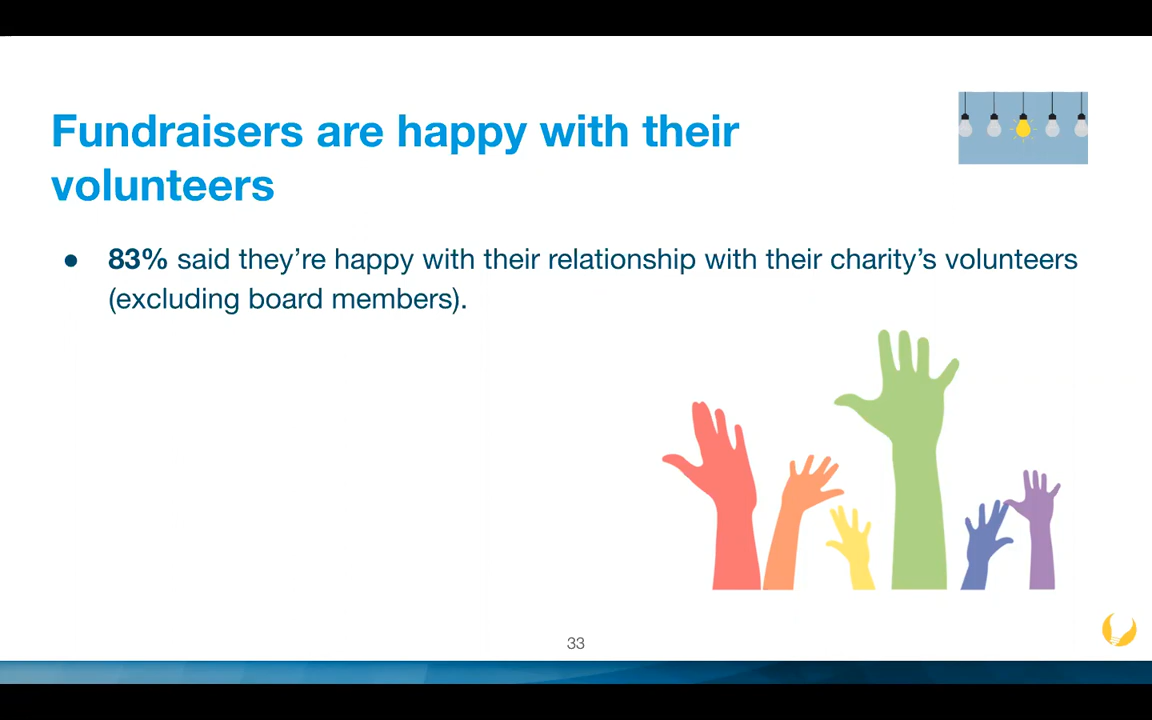 Fundraisers are happy with their
volunteers
● 83% said they’re happy with their relationship with their charity’s volunteers
(excluding board members).
33